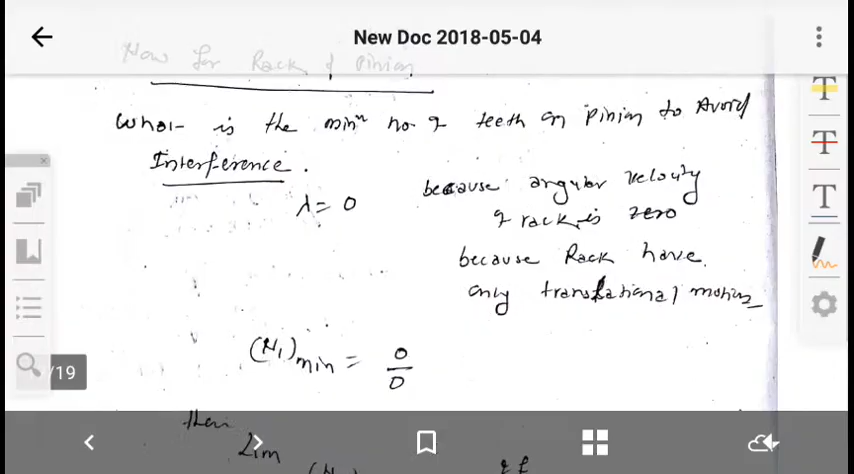 New Doc 2018-05-04
Now for Rack & Pinion
What is the minᵐ no. of teeth on Pinion to Avoid
Interference.
λ = 0
because angular velocity
of rack is zero
because Rack have
only translational motion
(N₁)min = 0/0
/19
then
Lim